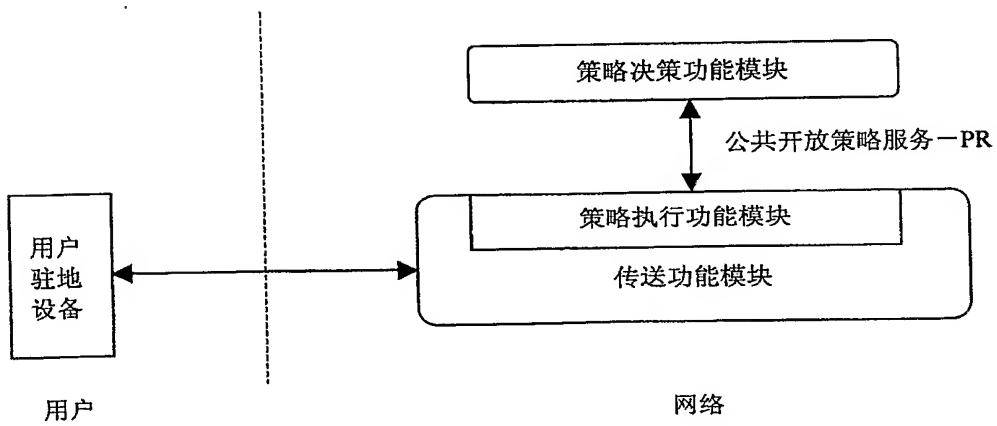 策略决策功能模块
公共开放策略服务－PR
策略执行功能模块
传送功能模块
用户
驻地
设备
用户
网络